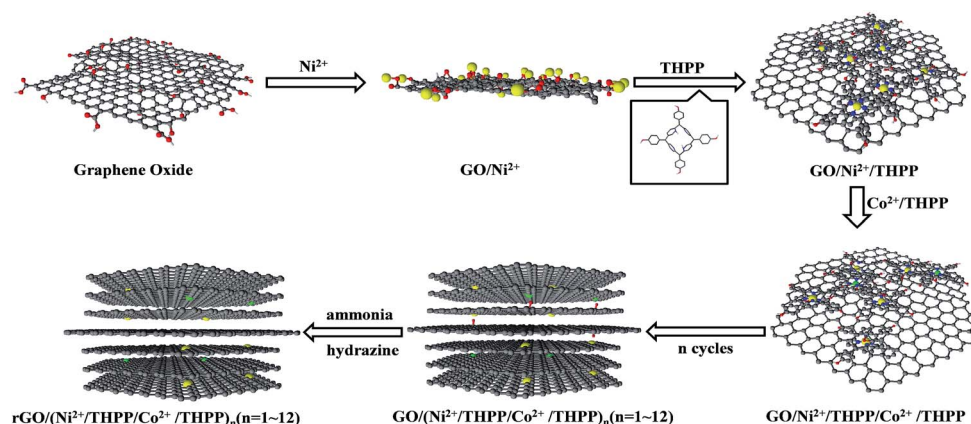 Ni²⁺
THPP
Graphene Oxide
GO/Ni²⁺
GO/Ni²⁺/THPP
Co²⁺/THPP
ammonia
hydrazine
n cycles
rGO/(Ni²⁺/THPP/Co²⁺ /THPP)ₙ(n=1~12)
GO/(Ni²⁺/THPP/Co²⁺ /THPP)ₙ(n=1~12)
GO/Ni²⁺/THPP/Co²⁺ /THPP